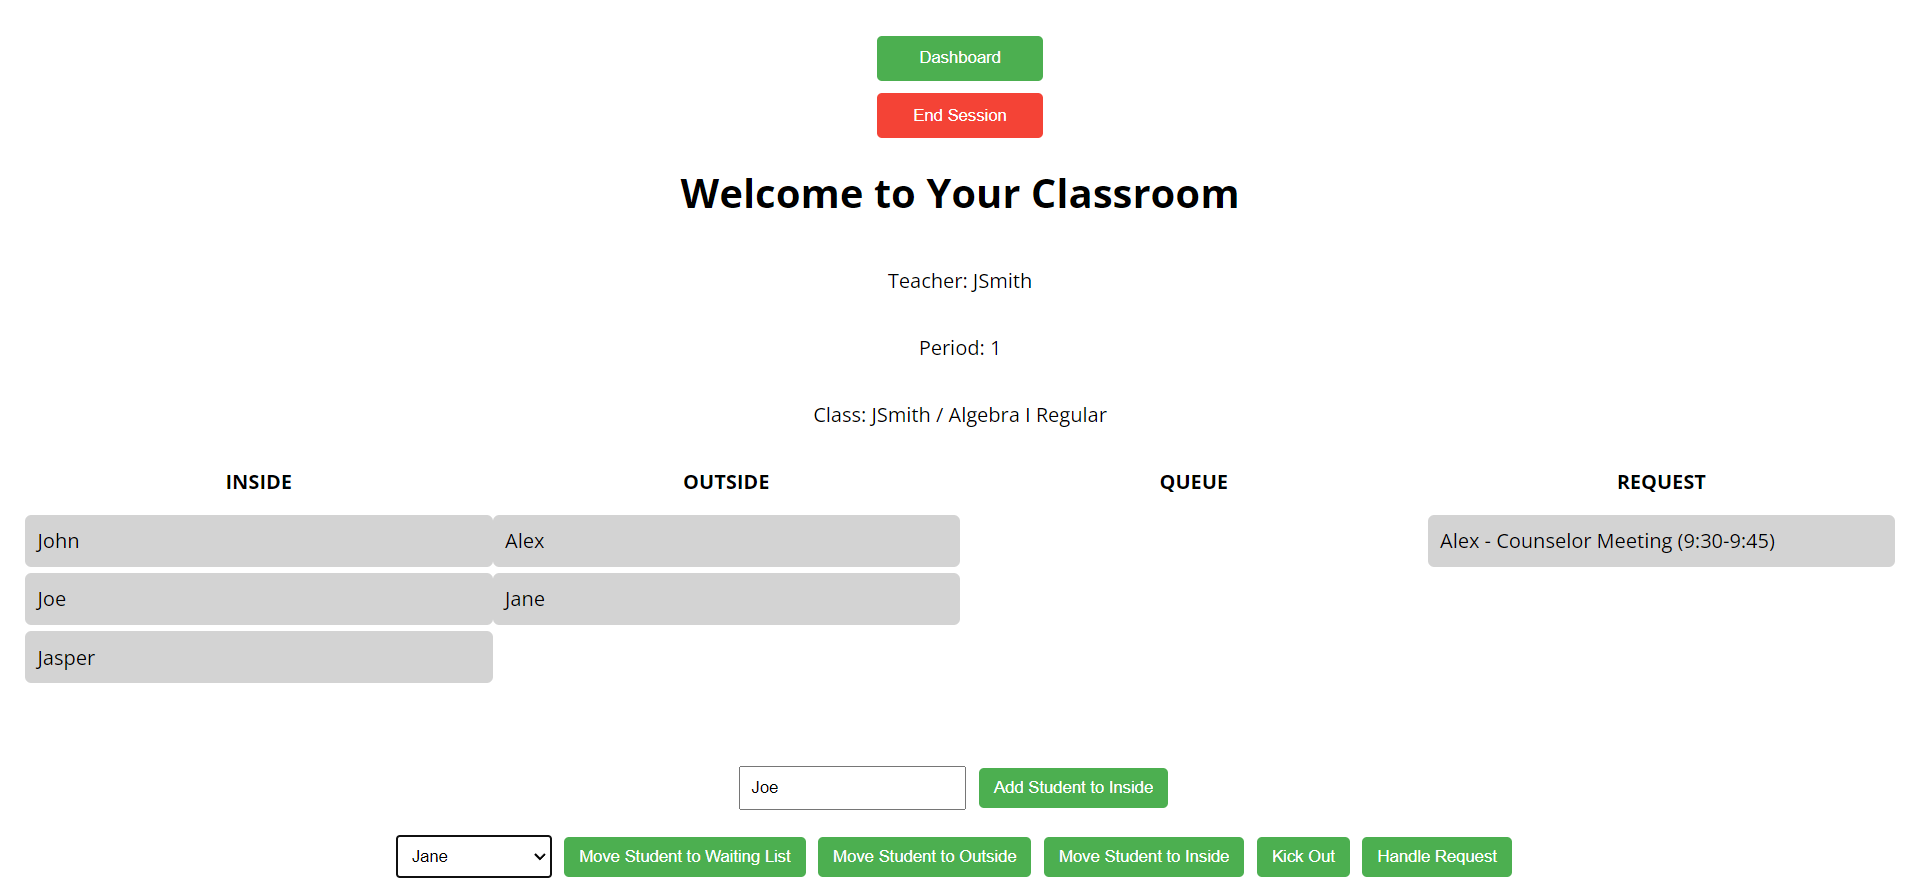 Dashboard
End Session
Welcome to Your Classroom
Teacher: JSmith
Period: 1
Class: JSmith / Algebra I Regular
INSIDE OUTSIDE QUEUE REQUEST
John Alex Alex - Counselor Meeting (9:30-9:45)
Joe Jane
Jasper
Joe Add Student to Inside
Jane Move Student to Waiting List Move Student to Outside Move Student to Inside Kick Out Handle Request